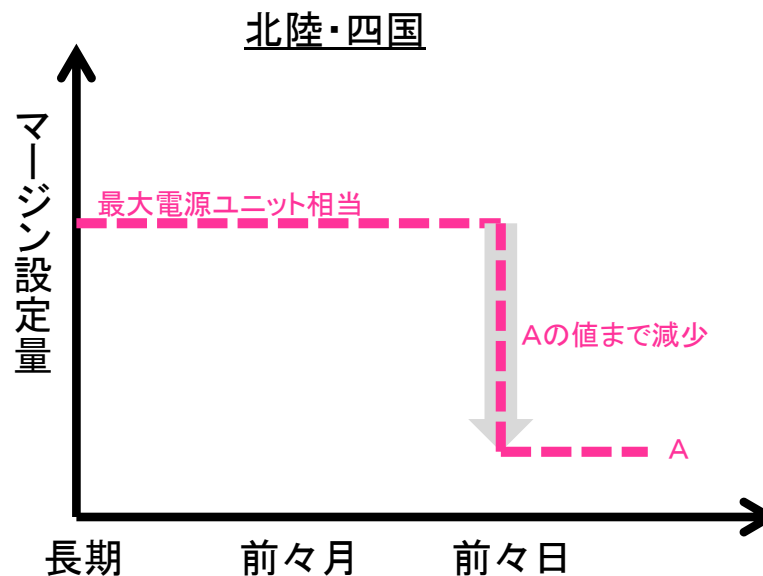 北陸・四国
マージン設定量
最大電源ユニット相当
Aの値まで減少
A
長期
前々月
前々日